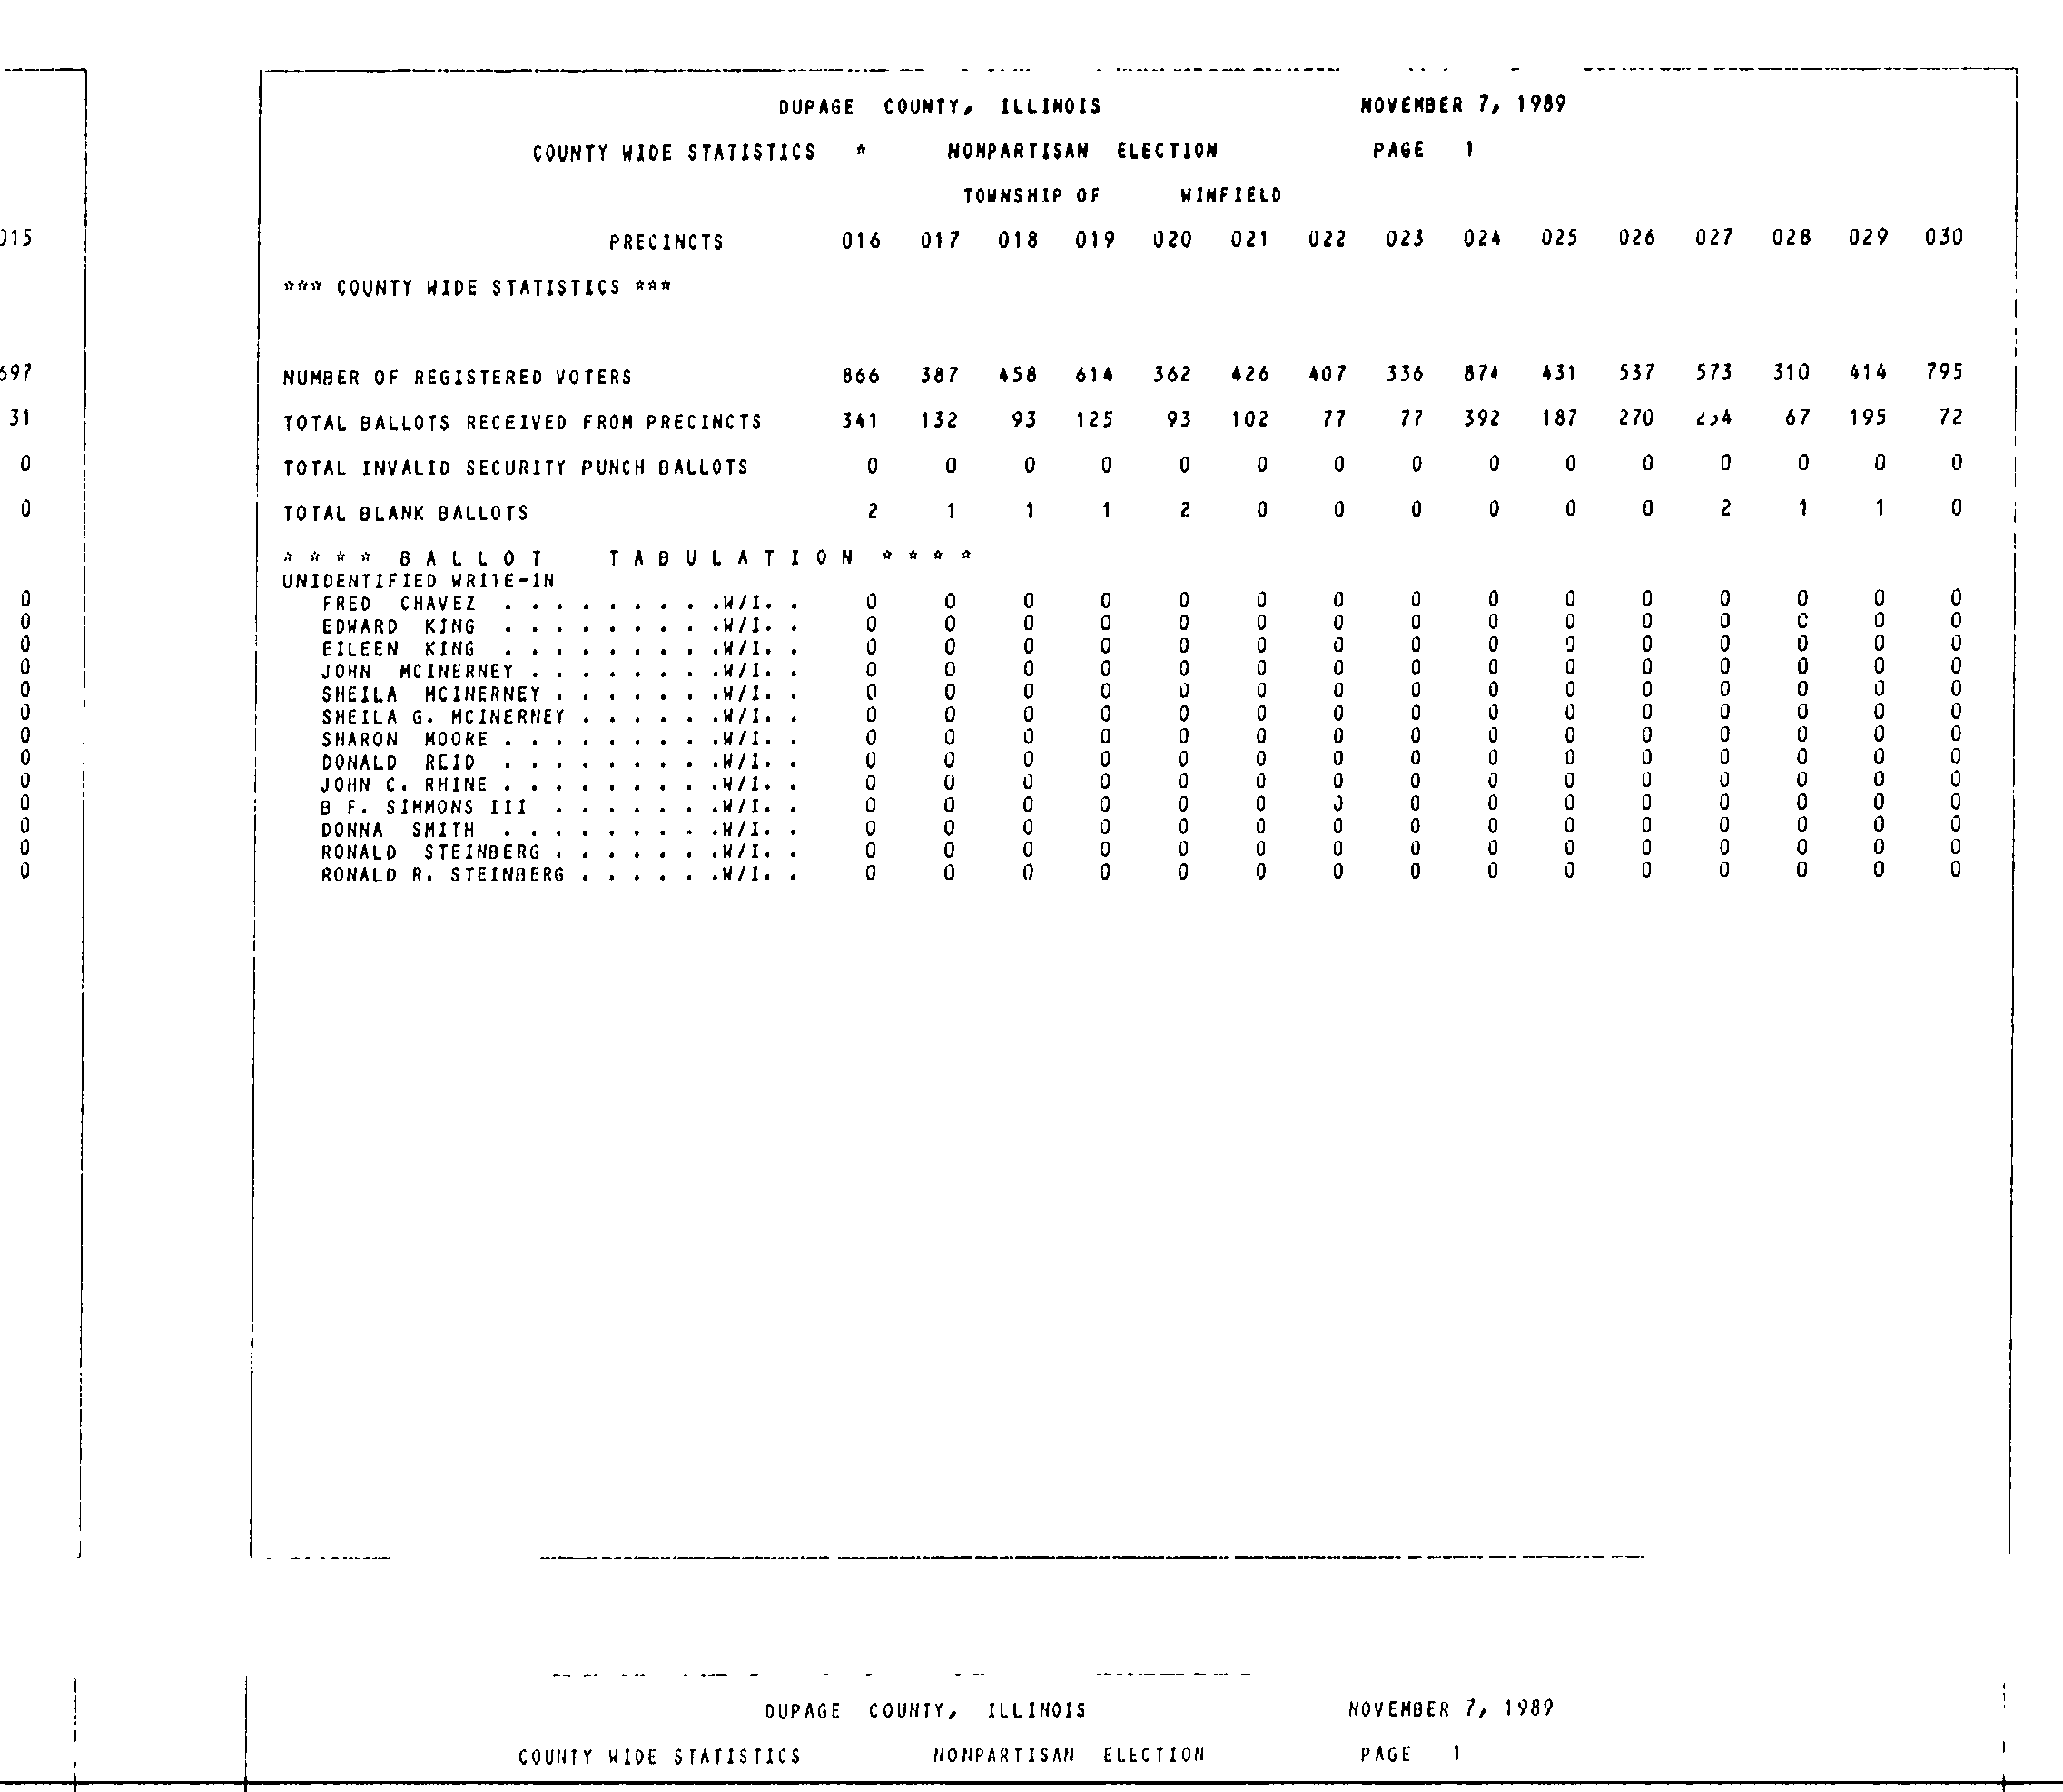 DUPAGE COUNTY, ILLINOIS NOVEMBER 7, 1989
COUNTY WIDE STATISTICS * NONPARTISAN ELECTION PAGE 1
TOWNSHIP OF WINFIELD
015
PRECINCTS 016 017 018 019 020 021 022 023 024 025 026 027 028 029 030
*** COUNTY WIDE STATISTICS ***
697
NUMBER OF REGISTERED VOTERS 866 387 458 614 362 426 407 336 874 431 537 573 310 414 795
31
TOTAL BALLOTS RECEIVED FROM PRECINCTS 341 132 93 125 93 102 77 77 392 187 270 67 195 72
0
TOTAL INVALID SECURITY PUNCH BALLOTS 0 0 0 0 0 0 0 0 0 0 0 0 0 0 0
0
TOTAL BLANK BALLOTS 2 1 1 1 2 0 0 0 0 0 0 2 1 1 0
* * * * B A L L O T T A B U L A T I O N * * * *
UNIDENTIFIED WRITE-IN
0
FRED CHAVEZ . . . . . . . . .W/I. . 0 0 0 0 0 0 0 0 0 0 0 0 0 0 0
0
EDWARD KING . . . . . . . . .W/I. . 0 0 0 0 0 0 0 0 0 0 0 0 0 0 0
0
EILEEN KING . . . . . . . . .W/I. . 0 0 0 0 0 0 0 0 0 0 0 0 0 0 0
0
JOHN MCINERNEY . . . . . . . .W/I. . 0 0 0 0 0 0 0 0 0 0 0 0 0 0 0
0
SHEILA MCINERNEY . . . . . . .W/I. . 0 0 0 0 0 0 0 0 0 0 0 0 0 0 0
0
SHEILA G. MCINERNEY . . . . . .W/I. . 0 0 0 0 0 0 0 0 0 0 0 0 0 0 0
0
SHARON MOORE . . . . . . . . .W/I. . 0 0 0 0 0 0 0 0 0 0 0 0 0 0 0
0
DONALD REID . . . . . . . . .W/I. . 0 0 0 0 0 0 0 0 0 0 0 0 0 0 0
0
JOHN C. RHINE . . . . . . . . .W/I. . 0 0 0 0 0 0 0 0 0 0 0 0 0 0 0
0
B F. SIMMONS III . . . . . . .W/I. . 0 0 0 0 0 0 0 0 0 0 0 0 0 0 0
0
DONNA SMITH . . . . . . . . .W/I. . 0 0 0 0 0 0 0 0 0 0 0 0 0 0 0
0
RONALD STEINBERG . . . . . . .W/I. . 0 0 0 0 0 0 0 0 0 0 0 0 0 0 0
0
RONALD R. STEINBERG . . . . . .W/I. . 0 0 0 0 0 0 0 0 0 0 0 0 0 0 0
DUPAGE COUNTY, ILLINOIS NOVEMBER 7, 1989
COUNTY WIDE STATISTICS NONPARTISAN ELECTION PAGE 1